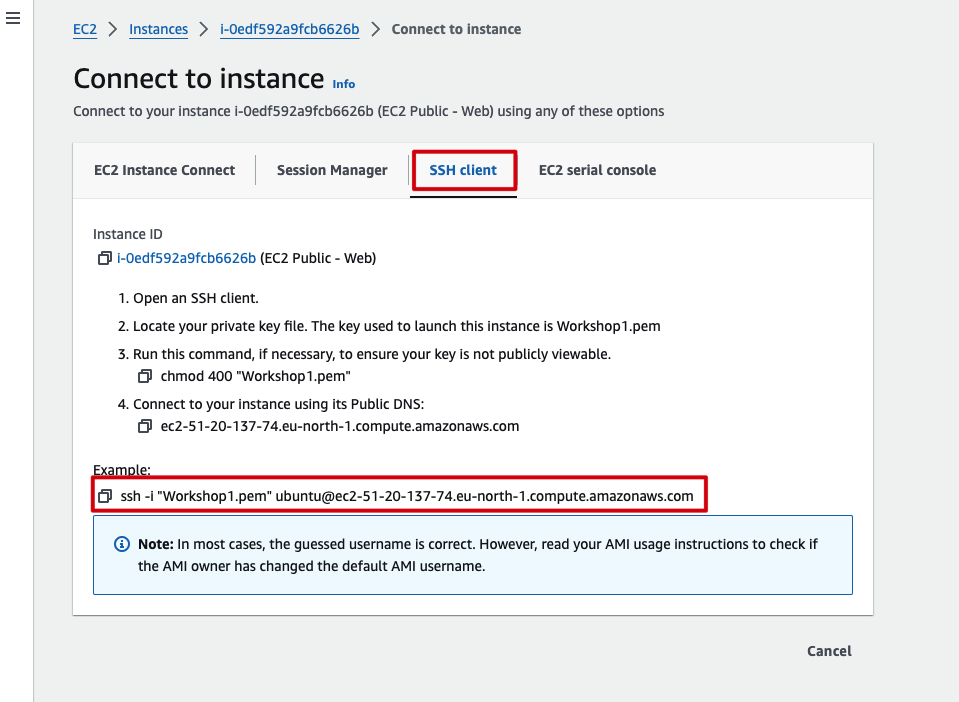 EC2 > Instances > i-0edf592a9fcb6626b > Connect to instance
Connect to instance Info
Connect to your instance i-0edf592a9fcb6626b (EC2 Public - Web) using any of these options
EC2 Instance Connect Session Manager SSH client EC2 serial console
Instance ID
i-0edf592a9fcb6626b (EC2 Public - Web)
1. Open an SSH client.
2. Locate your private key file. The key used to launch this instance is Workshop1.pem
3. Run this command, if necessary, to ensure your key is not publicly viewable.
chmod 400 "Workshop1.pem"
4. Connect to your instance using its Public DNS:
ec2-51-20-137-74.eu-north-1.compute.amazonaws.com
Example:
ssh -i "Workshop1.pem" ubuntu@ec2-51-20-137-74.eu-north-1.compute.amazonaws.com
Note: In most cases, the guessed username is correct. However, read your AMI usage instructions to check if
the AMI owner has changed the default AMI username.
Cancel